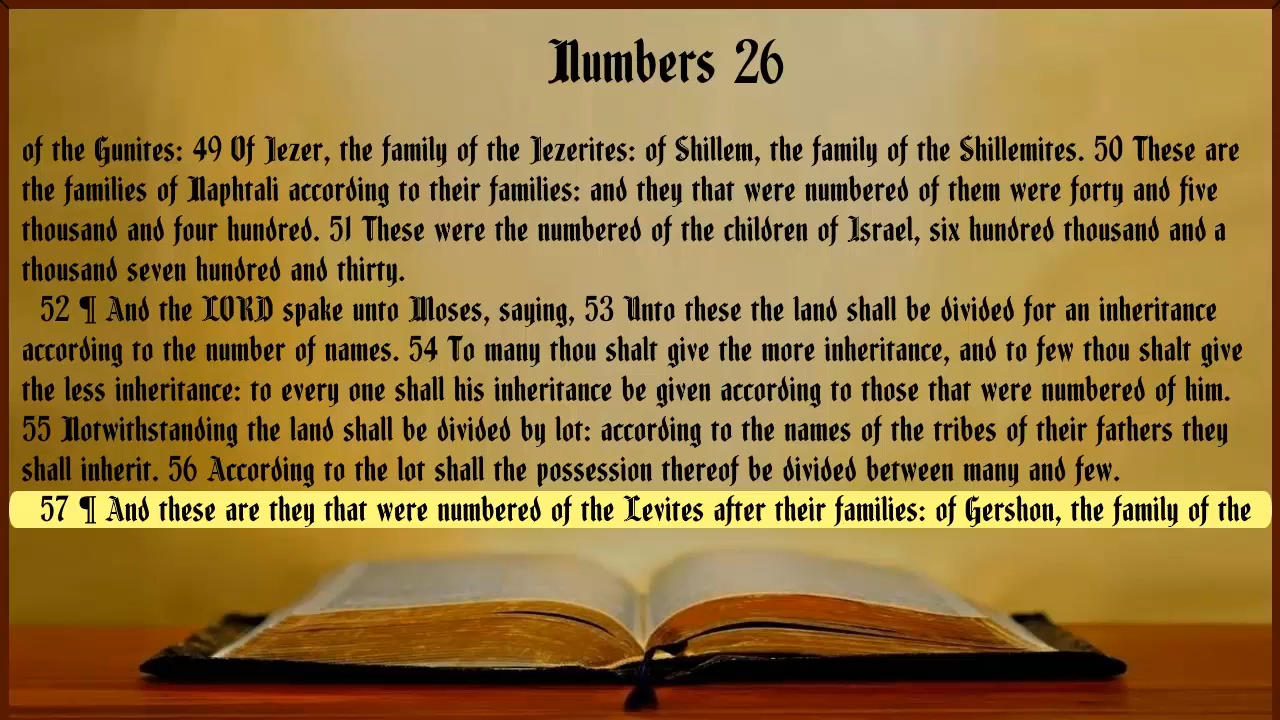 Numbers 26
of the Gunites: 49 Of Jezer, the family of the Jezerites: of Shillem, the family of the Shillemites. 50 These are
the families of Naphtali according to their families: and they that were numbered of them were forty and five
thousand and four hundred. 51 These were the numbered of the children of Israel, six hundred thousand and a
thousand seven hundred and thirty.
52 ¶ And the LORD spake unto Moses, saying, 53 Unto these the land shall be divided for an inheritance
according to the number of names. 54 To many thou shalt give the more inheritance, and to few thou shalt give
the less inheritance: to every one shall his inheritance be given according to those that were numbered of him.
55 Notwithstanding the land shall be divided by lot: according to the names of the tribes of their fathers they
shall inherit. 56 According to the lot shall the possession thereof be divided between many and few.
57 ¶ And these are they that were numbered of the Levites after their families: of Gershon, the family of the